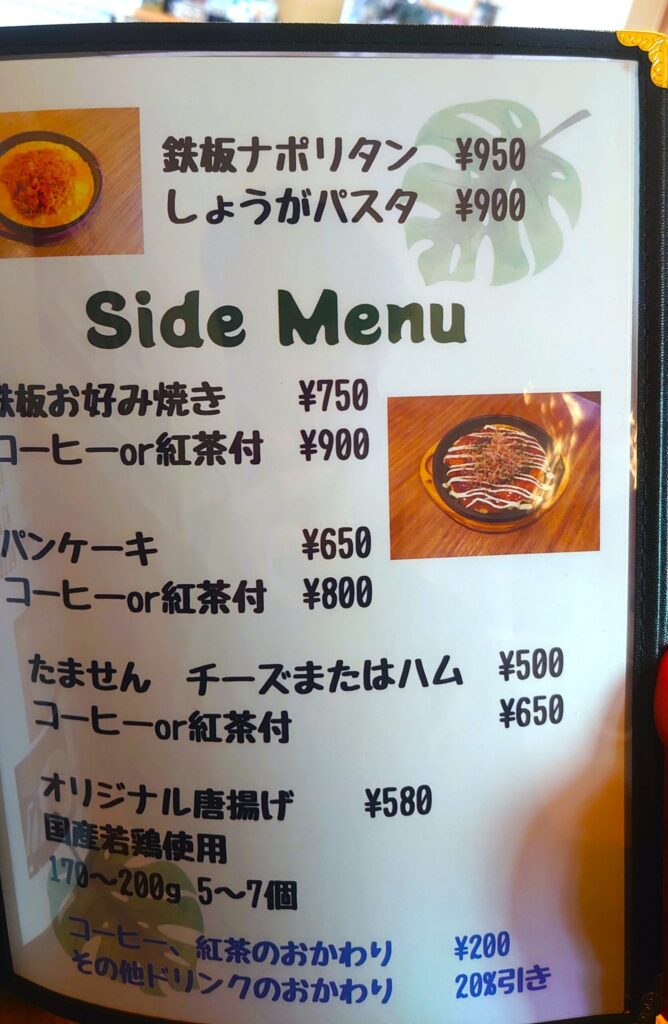 鉄板ナポリタン ¥950
しょうがパスタ ¥900
Side Menu
鉄板お好み焼き ¥750
コーヒーor紅茶付 ¥900
パンケーキ ¥650
コーヒーor紅茶付 ¥800
たません チーズまたはハム ¥500
コーヒーor紅茶付 ¥650
オリジナル唐揚げ ¥580
国産若鶏使用
170〜200g 5〜7個
コーヒー、紅茶のおかわり ¥200
その他ドリンクのおかわり 20%引き